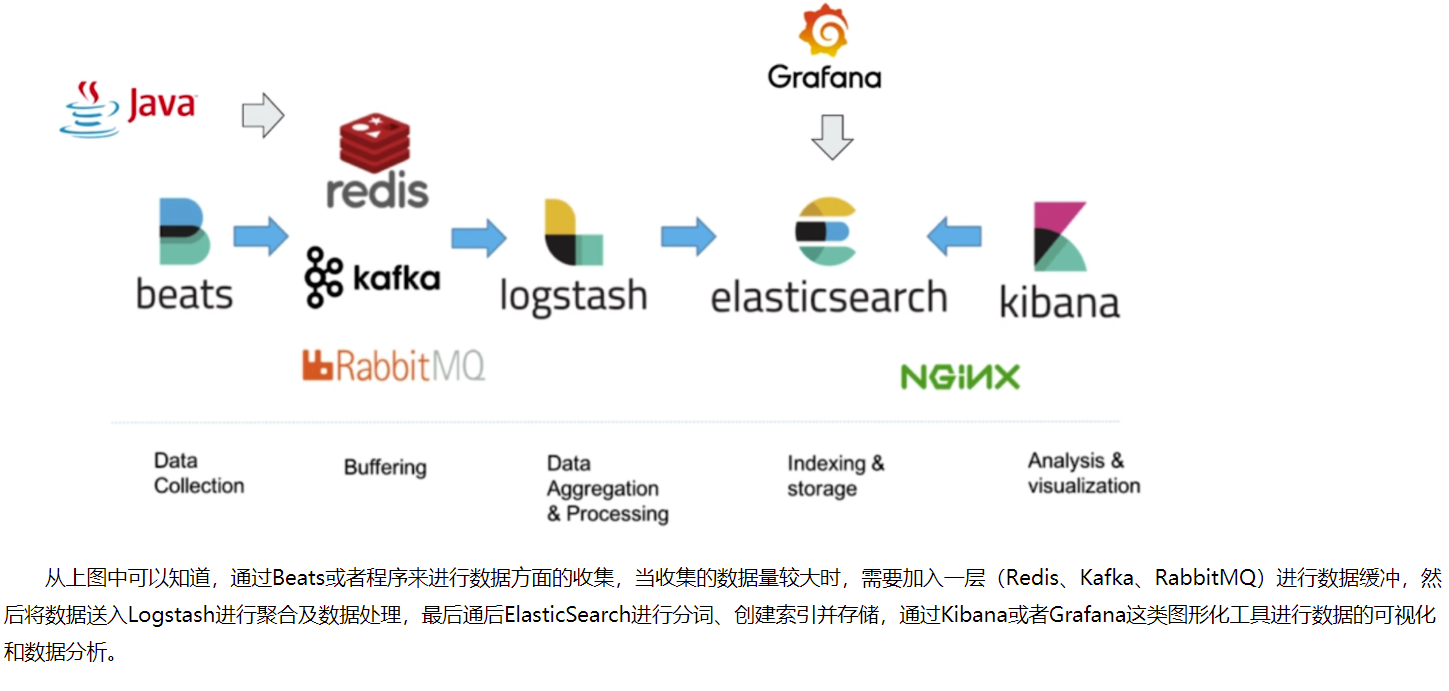 Grafana
Java
redis
beats
kafka
logstash
elasticsearch
kibana
RabbitMQ
NGINX
Data
Collection
Buffering
Data
Aggregation
& Processing
Indexing &
storage
Analysis &
visualization
从上图中可以知道，通过Beats或者程序来进行数据方面的收集，当收集的数据量较大时，需要加入一层（Redis、Kafka、RabbitMQ）进行数据缓冲，然
后将数据送入Logstash进行聚合及数据处理，最后通后ElasticSearch进行分词、创建索引并存储，通过Kibana或者Grafana这类图形化工具进行数据的可视化
和数据分析。